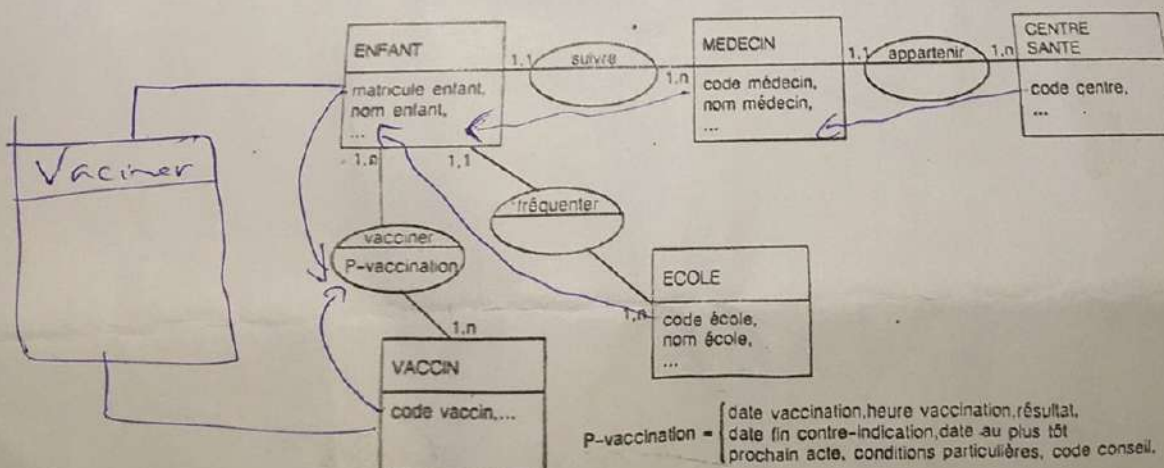 ENFANT
matricule enfant,
nom enfant,
...
1,1
suivre
1,n
MEDECIN
code médecin,
nom médecin,
...
1,1
appartenir
1,n
CENTRE
SANTE
code centre,
...
Vaciner
1,n
1,1
vacciner
P-vaccination
fréquenter
1,n
ECOLE
code école,
nom école,
...
1,n
VACCIN
code vaccin,...
P-vaccination = date vaccination,heure vaccination,résultat,
date fin contre-indication,date au plus tôt
prochain acte, conditions particulières, code conseil.